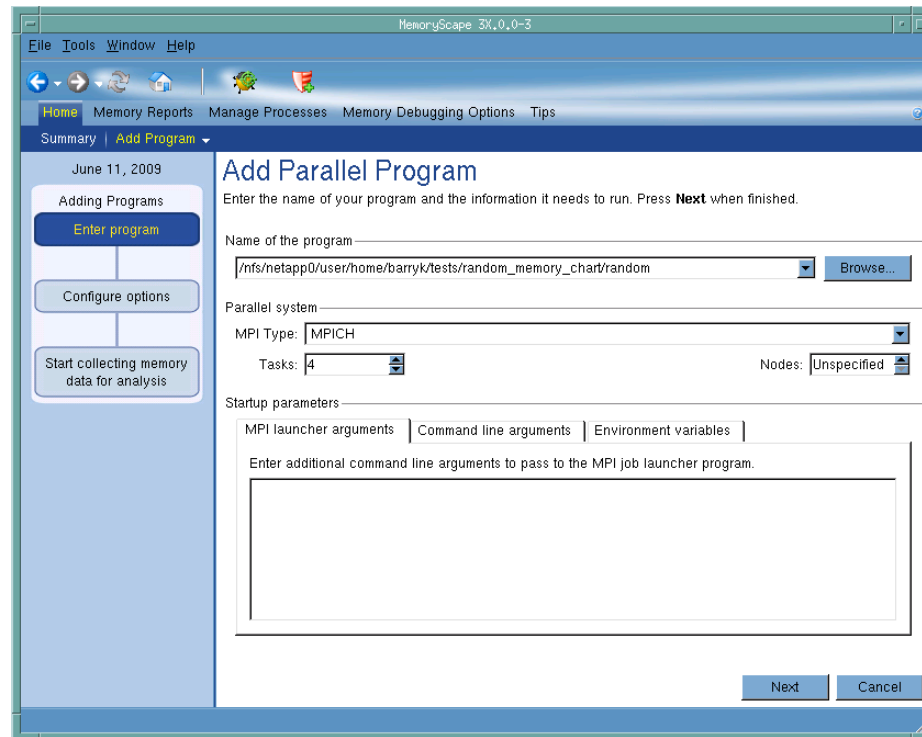 MemoryScape 3X.0.0-3
File Tools Window Help
Home Memory Reports Manage Processes Memory Debugging Options Tips
Summary | Add Program
June 11, 2009
Adding Programs
Enter program
Configure options
Start collecting memory
data for analysis
Add Parallel Program
Enter the name of your program and the information it needs to run. Press Next when finished.
Name of the program
/nfs/netapp0/user/home/barryk/tests/random_memory_chart/random
Browse...
Parallel system
MPI Type: MPICH
Tasks: 4 Nodes: Unspecified
Startup parameters
MPI launcher arguments Command line arguments Environment variables
Enter additional command line arguments to pass to the MPI job launcher program.
Next Cancel